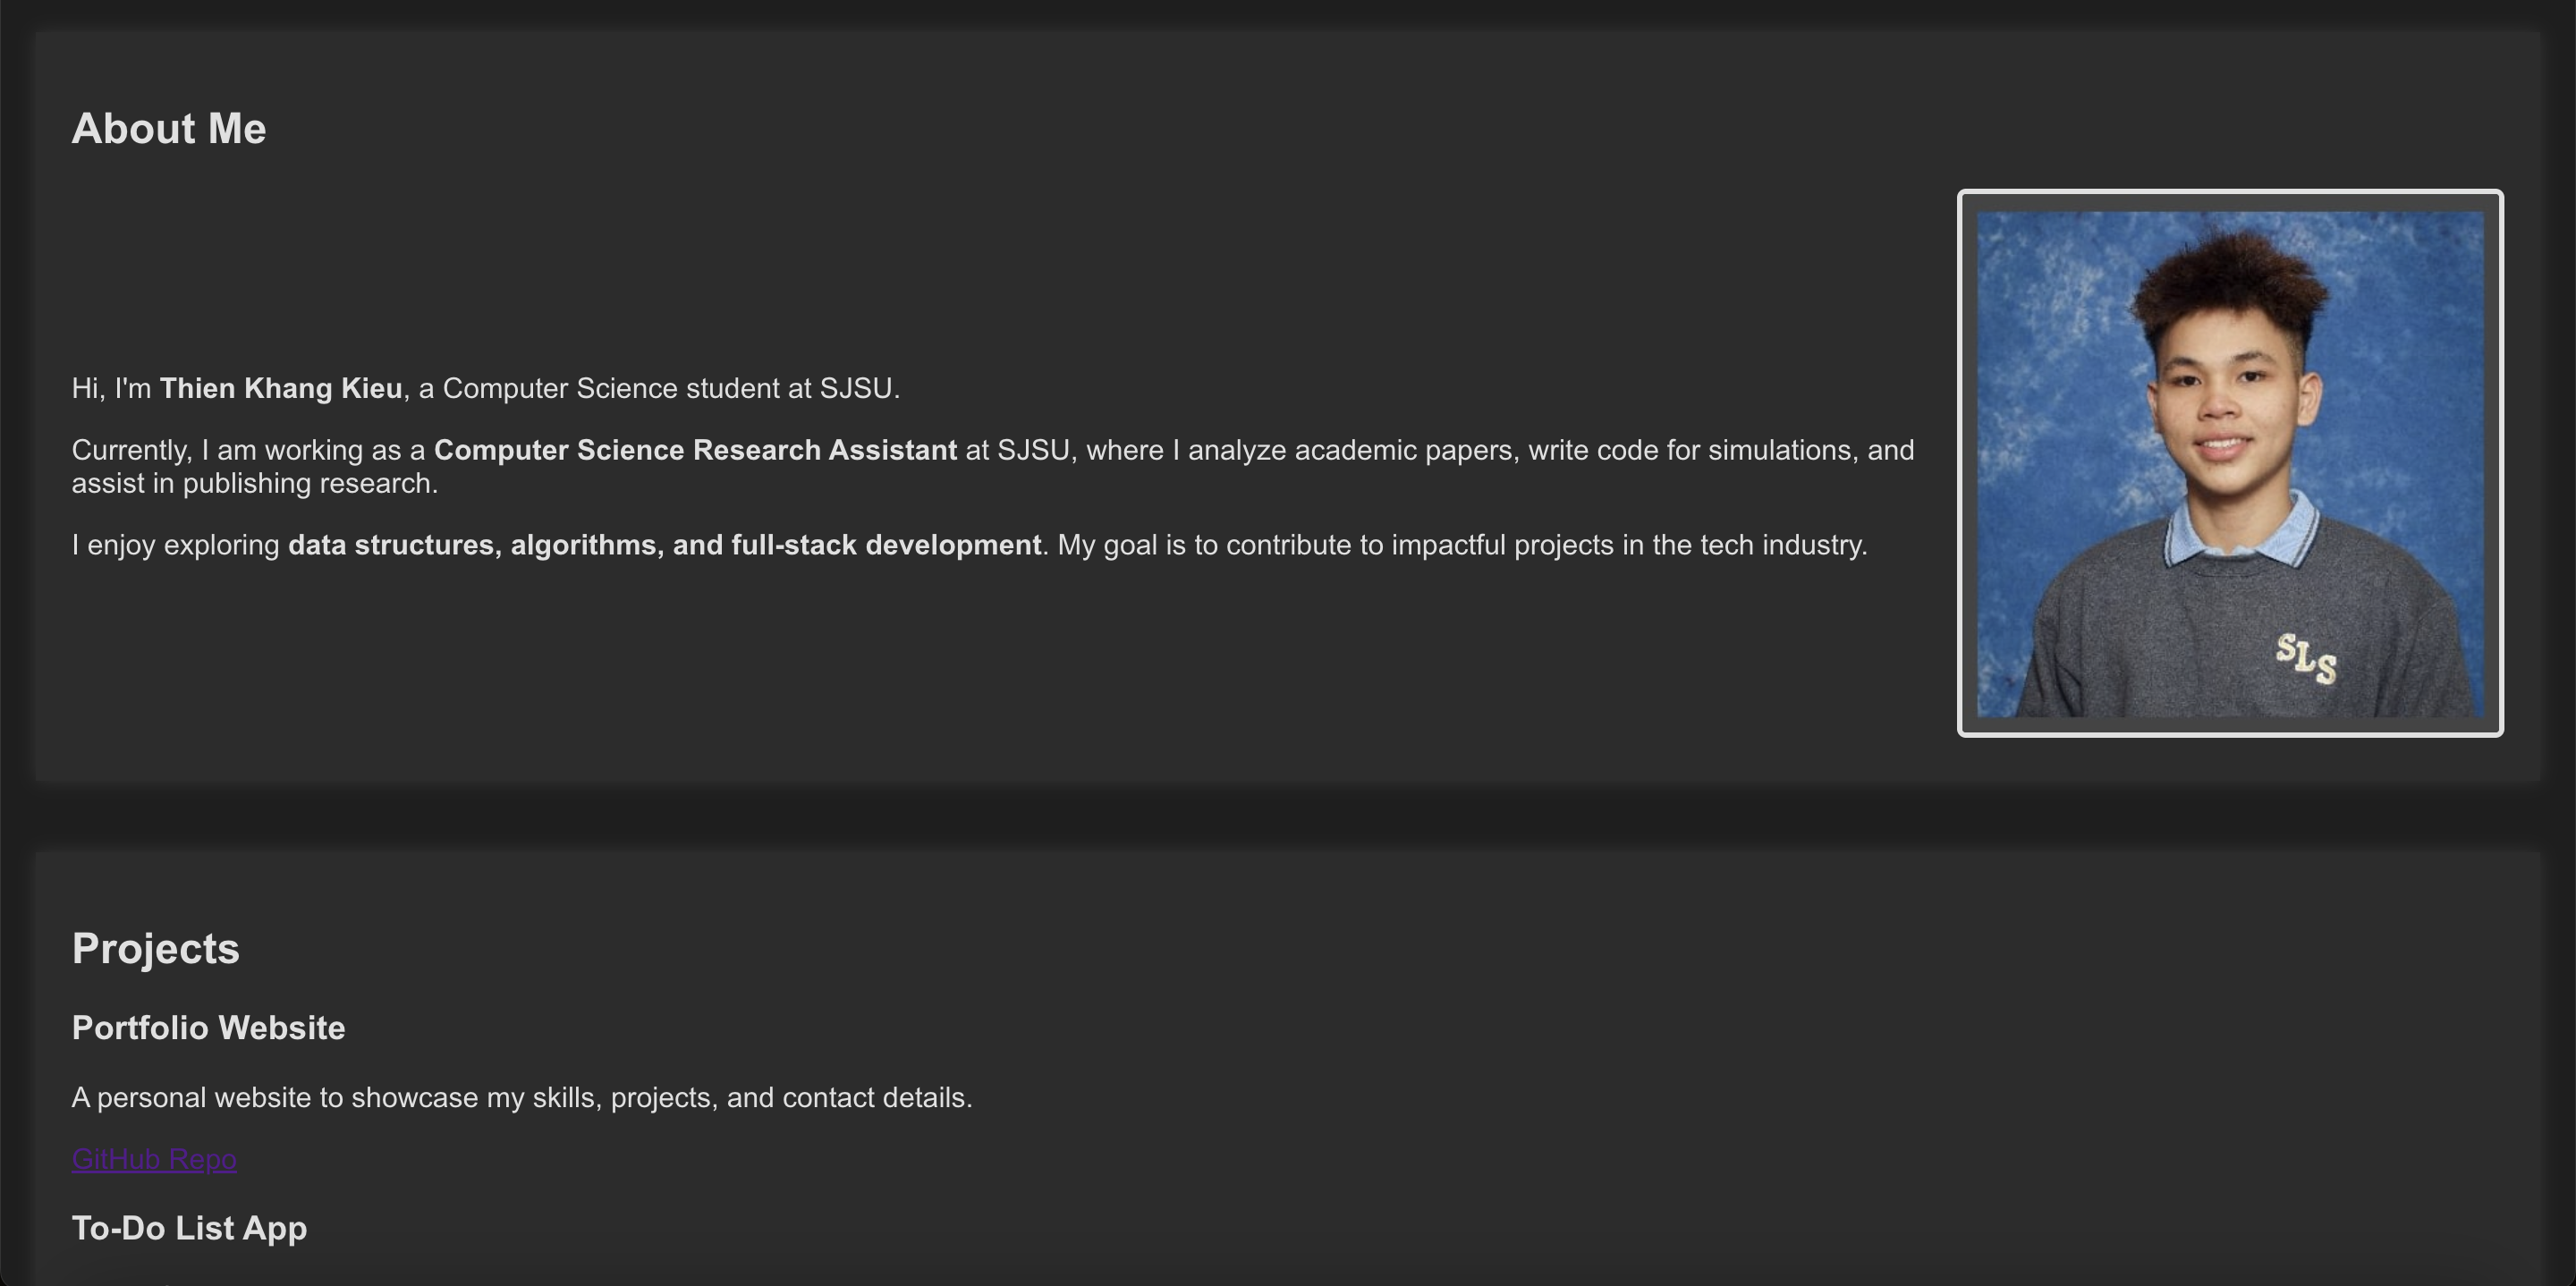 About Me
Hi, I'm Thien Khang Kieu, a Computer Science student at SJSU.
Currently, I am working as a Computer Science Research Assistant at SJSU, where I analyze academic papers, write code for simulations, and
assist in publishing research.
I enjoy exploring data structures, algorithms, and full-stack development. My goal is to contribute to impactful projects in the tech industry.
SLS
Projects
Portfolio Website
A personal website to showcase my skills, projects, and contact details.
GitHub Repo
To-Do List App